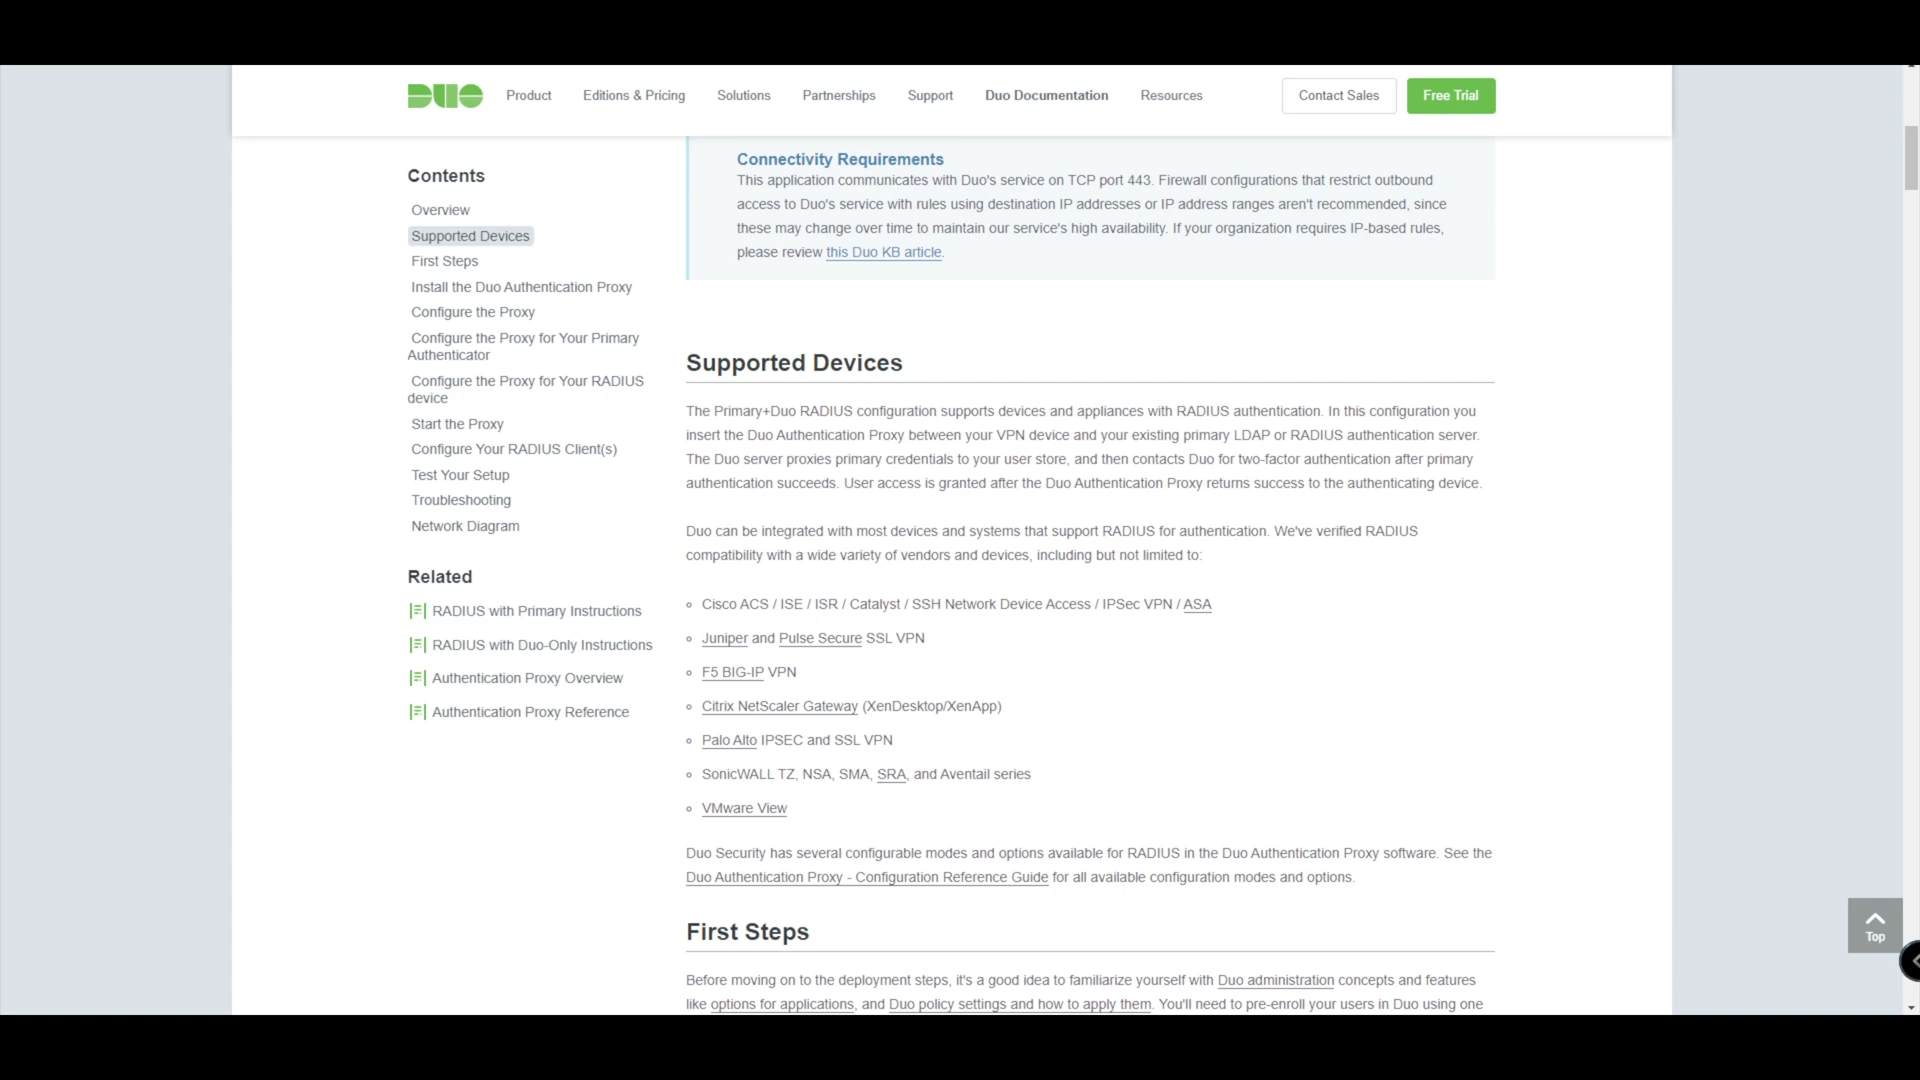 DUO
Product
Editions & Pricing
Solutions
Partnerships
Support
Duo Documentation
Resources
Contact Sales
Free Trial
Contents
Overview
Supported Devices
First Steps
Install the Duo Authentication Proxy
Configure the Proxy
Configure the Proxy for Your Primary
Authenticator
Configure the Proxy for Your RADIUS
device
Start the Proxy
Configure Your RADIUS Client(s)
Test Your Setup
Troubleshooting
Network Diagram
Related
RADIUS with Primary Instructions
RADIUS with Duo-Only Instructions
Authentication Proxy Overview
Authentication Proxy Reference
Connectivity Requirements
This application communicates with Duo's service on TCP port 443. Firewall configurations that restrict outbound
access to Duo's service with rules using destination IP addresses or IP address ranges aren't recommended, since
these may change over time to maintain our service's high availability. If your organization requires IP-based rules,
please review this Duo KB article.
Supported Devices
The Primary+Duo RADIUS configuration supports devices and appliances with RADIUS authentication. In this configuration you
insert the Duo Authentication Proxy between your VPN device and your existing primary LDAP or RADIUS authentication server.
The Duo server proxies primary credentials to your user store, and then contacts Duo for two-factor authentication after primary
authentication succeeds. User access is granted after the Duo Authentication Proxy returns success to the authenticating device.
Duo can be integrated with most devices and systems that support RADIUS for authentication. We've verified RADIUS
compatibility with a wide variety of vendors and devices, including but not limited to:
Cisco ACS / ISE / ISR / Catalyst / SSH Network Device Access / IPSec VPN / ASA
Juniper and Pulse Secure SSL VPN
F5 BIG-IP VPN
Citrix NetScaler Gateway (XenDesktop/XenApp)
Palo Alto IPSEC and SSL VPN
SonicWALL TZ, NSA, SMA, SRA, and Aventail series
VMware View
Duo Security has several configurable modes and options available for RADIUS in the Duo Authentication Proxy software. See the
Duo Authentication Proxy - Configuration Reference Guide for all available configuration modes and options.
First Steps
Before moving on to the deployment steps, it's a good idea to familiarize yourself with Duo administration concepts and features
like options for applications, and Duo policy settings and how to apply them. You'll need to pre-enroll your users in Duo using one
Top